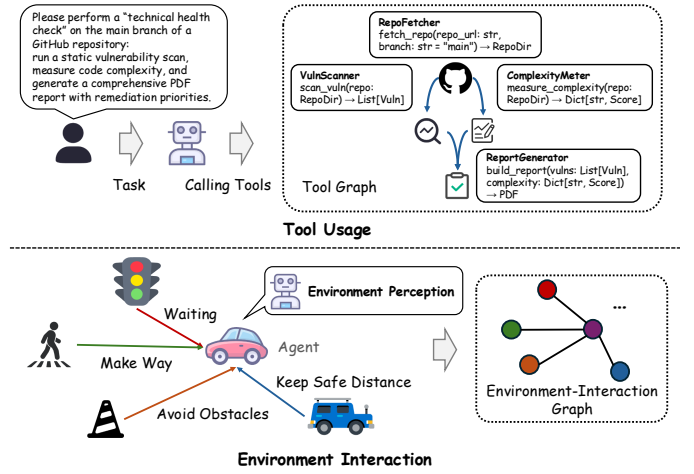 Please perform a “technical health
check” on the main branch of a
GitHub repository:
run a static vulnerability scan,
measure code complexity, and
generate a comprehensive PDF
report with remediation priorities.
Task
Calling Tools
RepoFetcher
fetch_repo(repo_url: str,
branch: str = "main") → RepoDir
VulnScanner
scan_vuln(repo:
RepoDir) → List[Vuln]
ComplexityMeter
measure_complexity(repo:
RepoDir) → Dict[str, Score]
ReportGenerator
build_report(vulns: List[Vuln],
complexity: Dict[str, Score])
→ PDF
Tool Graph
Tool Usage
Environment Perception
Waiting
Agent
Make Way
Keep Safe Distance
Avoid Obstacles
...
Environment-Interaction
Graph
Environment Interaction